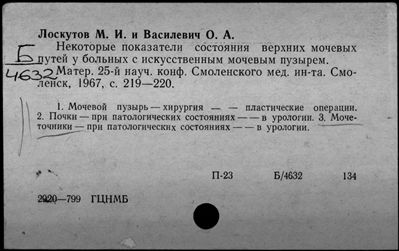 Лоскутов М. И. и Василевич О. А.
Некоторые показатели состояния верхних мочевых
Б путей у больных с искусственным мочевым пузырем.
4632 Матер. 25-й науч. конф. Смоленского мед. ин-та. Смо-
ленск, 1967, с. 219—220.
1. Мочевой пузырь — хирургия — — пластические операции.
2. Почки — при патологических состояниях — — в урологии. 3. Моче-
точники — при патологических состояниях — — в урологии.
П-23 Б/4632 134
2920—799 ГЦНМБ